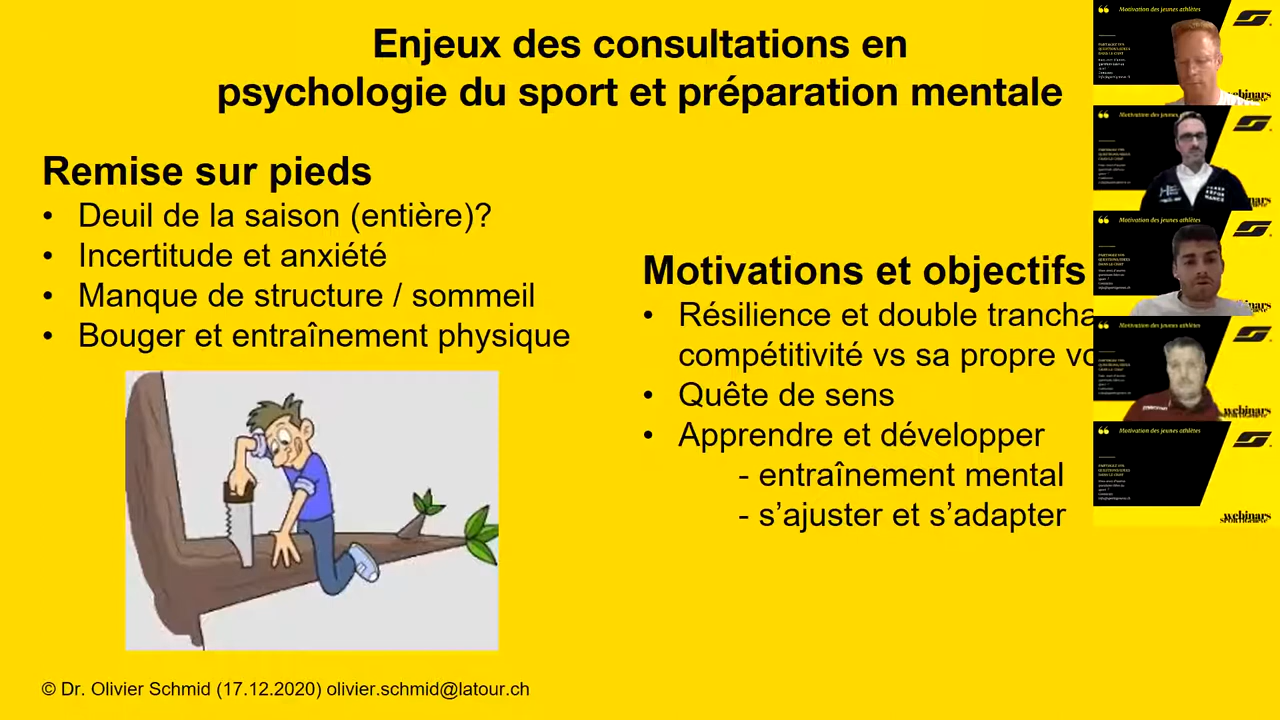 Enjeux des consultations en
psychologie du sport et préparation mentale
Remise sur pieds
• Deuil de la saison (entière)?
• Incertitude et anxiété
• Manque de structure / sommeil
• Bouger et entraînement physique
Motivations et objectifs
• Résilience et double trancha
compétitivité vs sa propre vo
• Quête de sens
• Apprendre et développer
- entraînement mental
- s’ajuster et s’adapter
© Dr. Olivier Schmid (17.12.2020) olivier.schmid@latour.ch
Motivation des jeunes athlètes
webinars
Motivation des jeunes
Motivation des jeunes athlètes
Motivation des jeunes athlètes
webinars
Motivation des jeunes athlètes
webinars